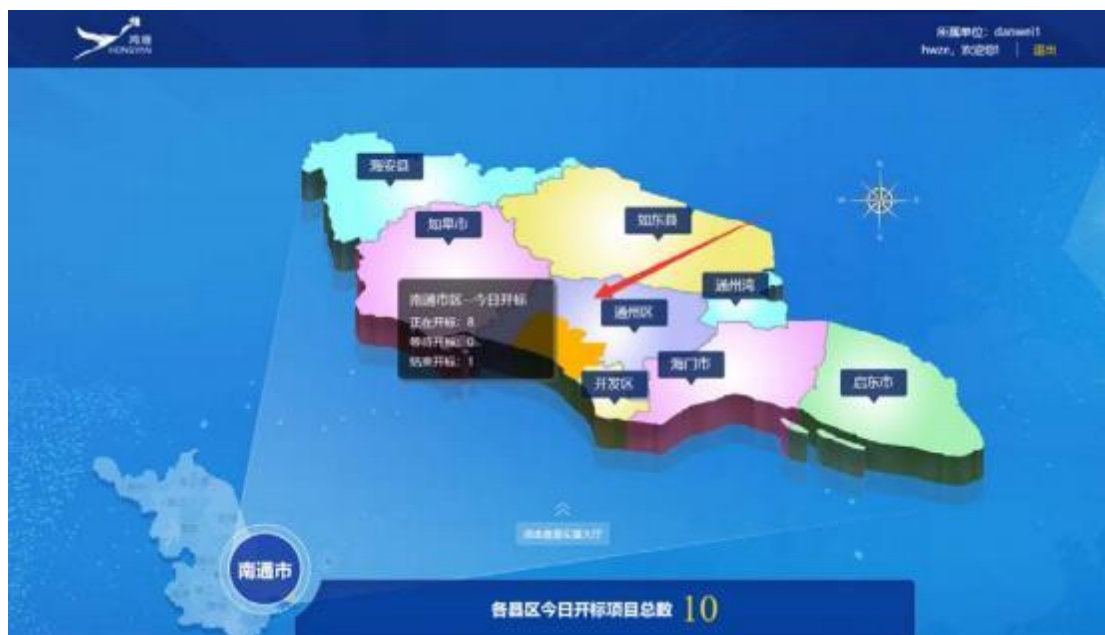 鸿雁
HONGYAN
所属单位：danwei1
hwzn，欢迎您！ 退出
海安县
如皋市
如东县
通州湾
南通市区--今日开标
正在开标：8
等待开标：0
结束开标：1
通州区
海门市
开发区
启东市
南通市
各县区今日开标项目总数 10